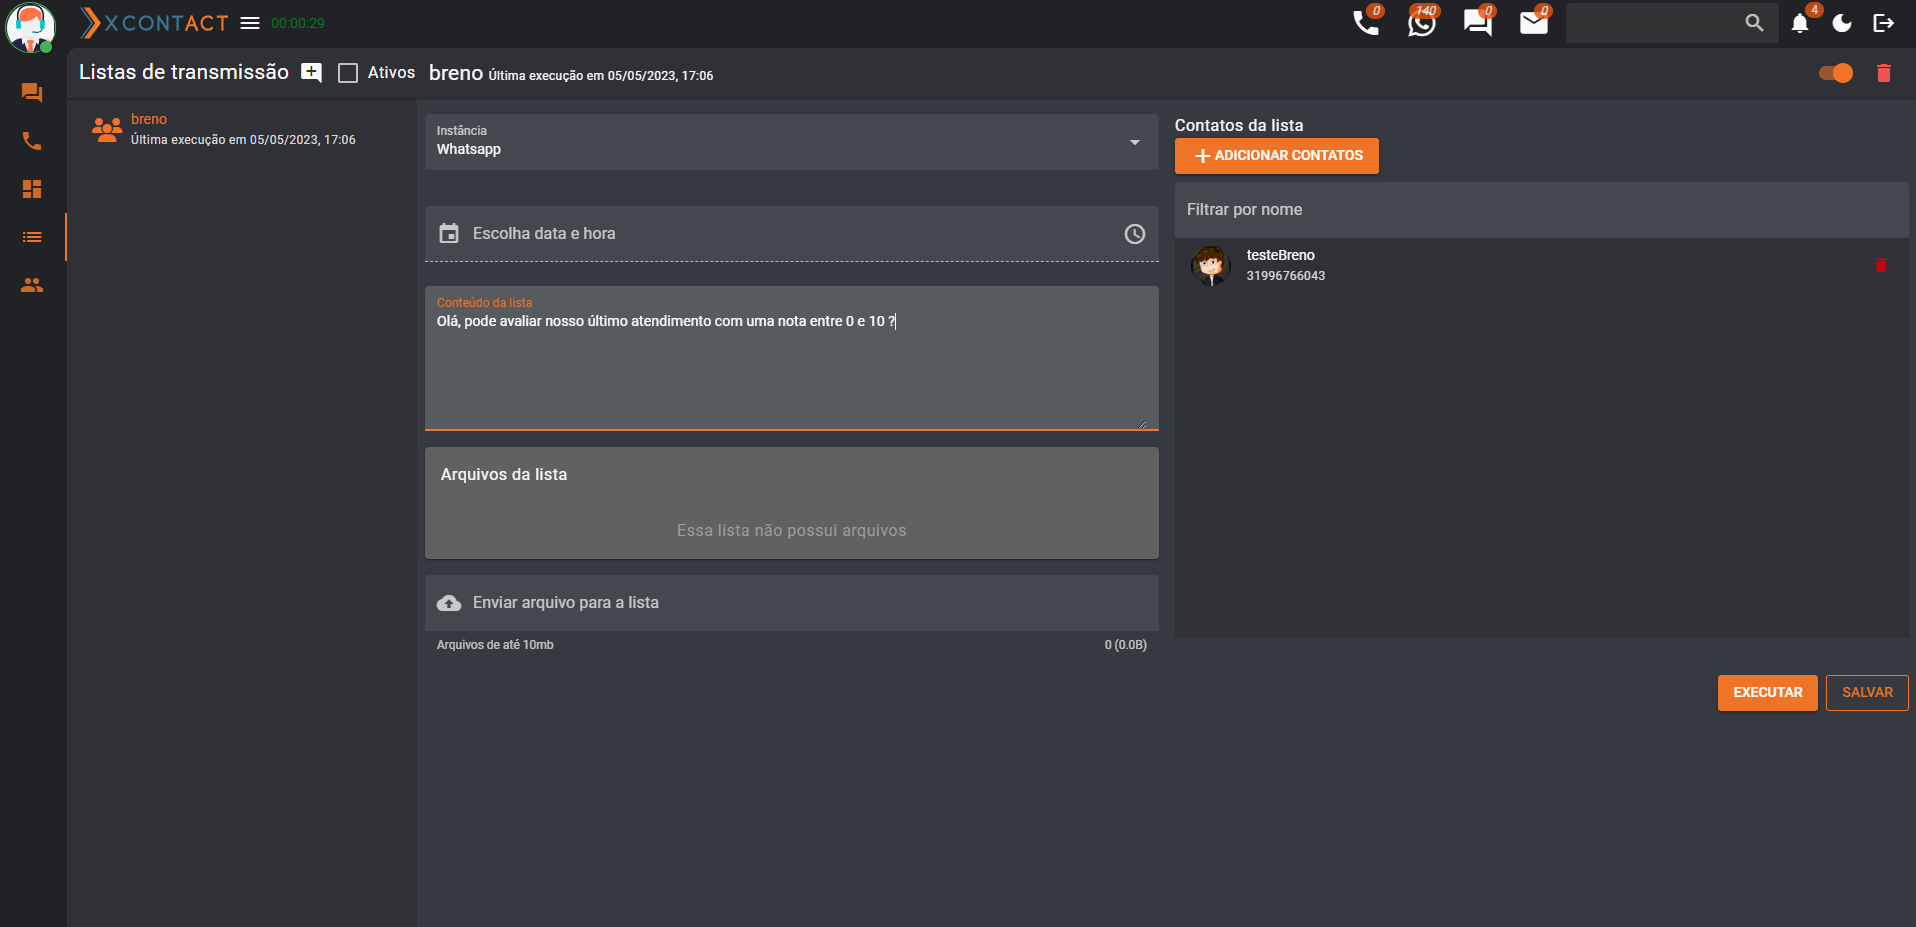 XCONTACT
00:00:29
0
140
0
0
4
Listas de transmissão
Ativos
breno Última execução em 05/05/2023, 17:06
breno
Última execução em 05/05/2023, 17:06
Instância
Whatsapp
Escolha data e hora
Conteúdo da lista
Olá, pode avaliar nosso último atendimento com uma nota entre 0 e 10 ?
Arquivos da lista
Essa lista não possui arquivos
Enviar arquivo para a lista
Arquivos de até 10mb
0 (0.0B)
Contatos da lista
ADICIONAR CONTATOS
Filtrar por nome
testeBreno
31996766043
EXECUTAR
SALVAR